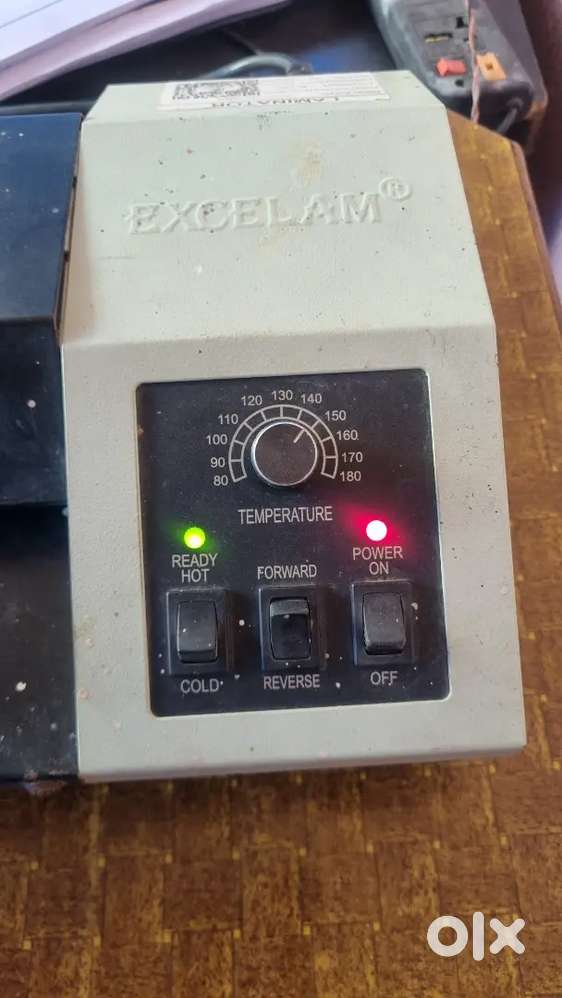 LAMINATOR
EXCELAM®
80 90 100 110 120 130 140 150 160 170 180
TEMPERATURE
READY
HOT
FORWARD
POWER
ON
COLD
REVERSE
OFF
olx